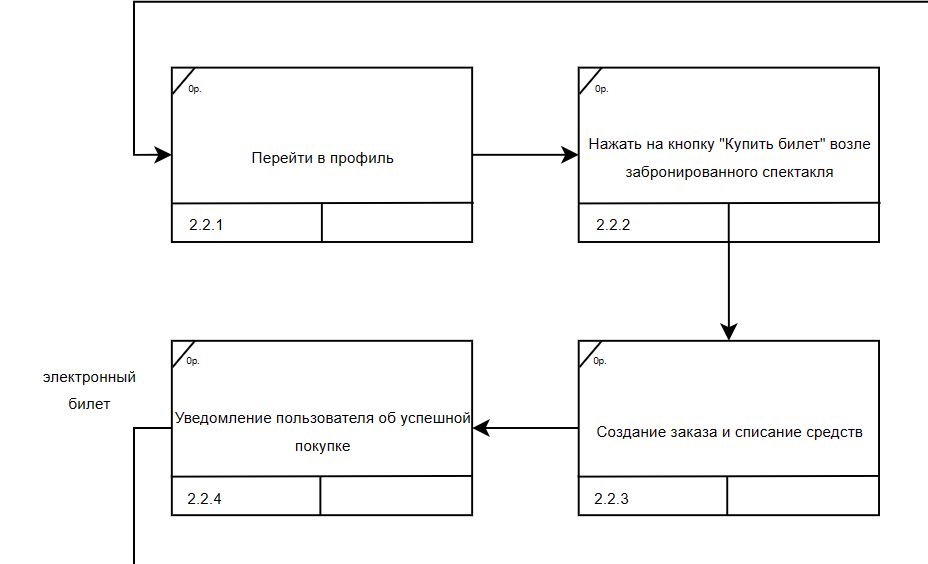 0р.
Перейти в профиль
2.2.1
0р.
Нажать на кнопку "Купить билет" возле
забронированного спектакля
2.2.2
электронный
билет
0р.
Уведомление пользователя об успешной
покупке
2.2.4
0р.
Создание заказа и списание средств
2.2.3